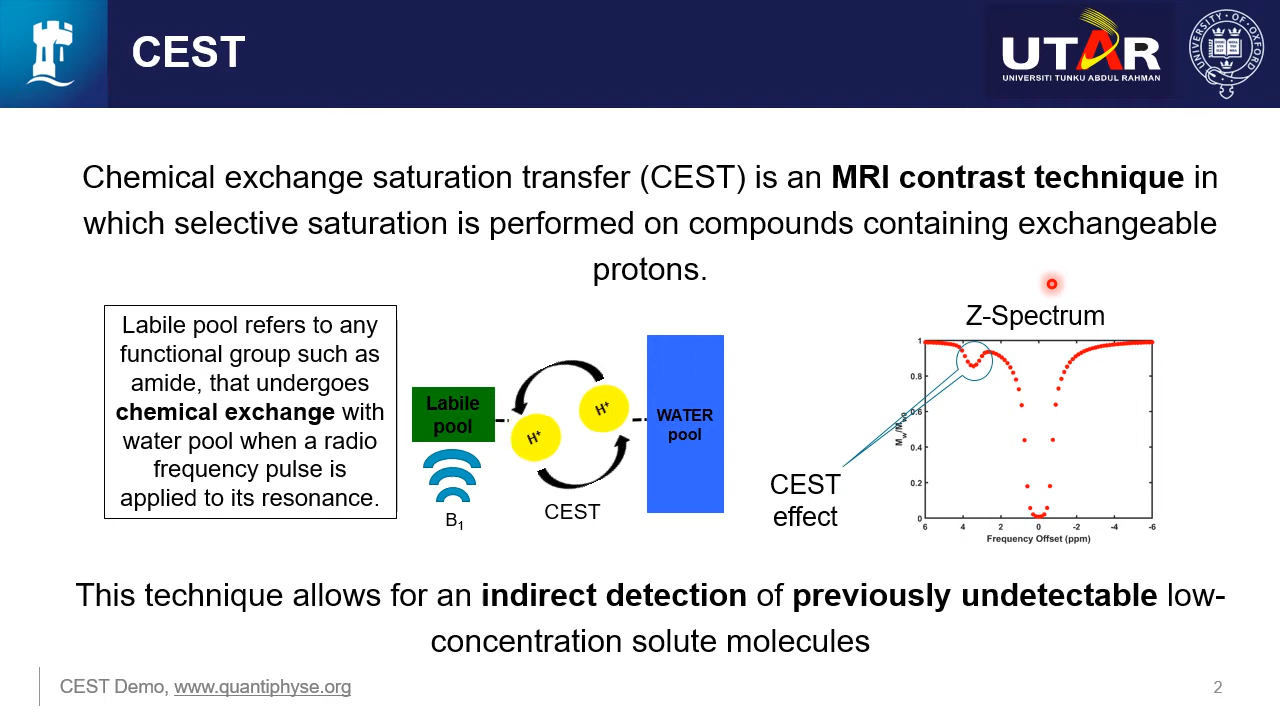 CEST
UTAR
UNIVERSITI TUNKU ABDUL RAHMAN
UNIVERSITY · OF · OXFORD
Chemical exchange saturation transfer (CEST) is an MRI contrast technique in
which selective saturation is performed on compounds containing exchangeable
protons.
Labile pool refers to any
functional group such as
amide, that undergoes
chemical exchange with
water pool when a radio
frequency pulse is
applied to its resonance.
Labile
pool
B1
H+
H+
CEST
WATER
pool
CEST
effect
Z-Spectrum
Mw/Mw0
1
0.8
0.6
0.4
0.2
0
6 4 2 0 -2 -4 -6
Frequency Offset (ppm)
This technique allows for an indirect detection of previously undetectable low-
concentration solute molecules
CEST Demo, www.quantiphyse.org
2